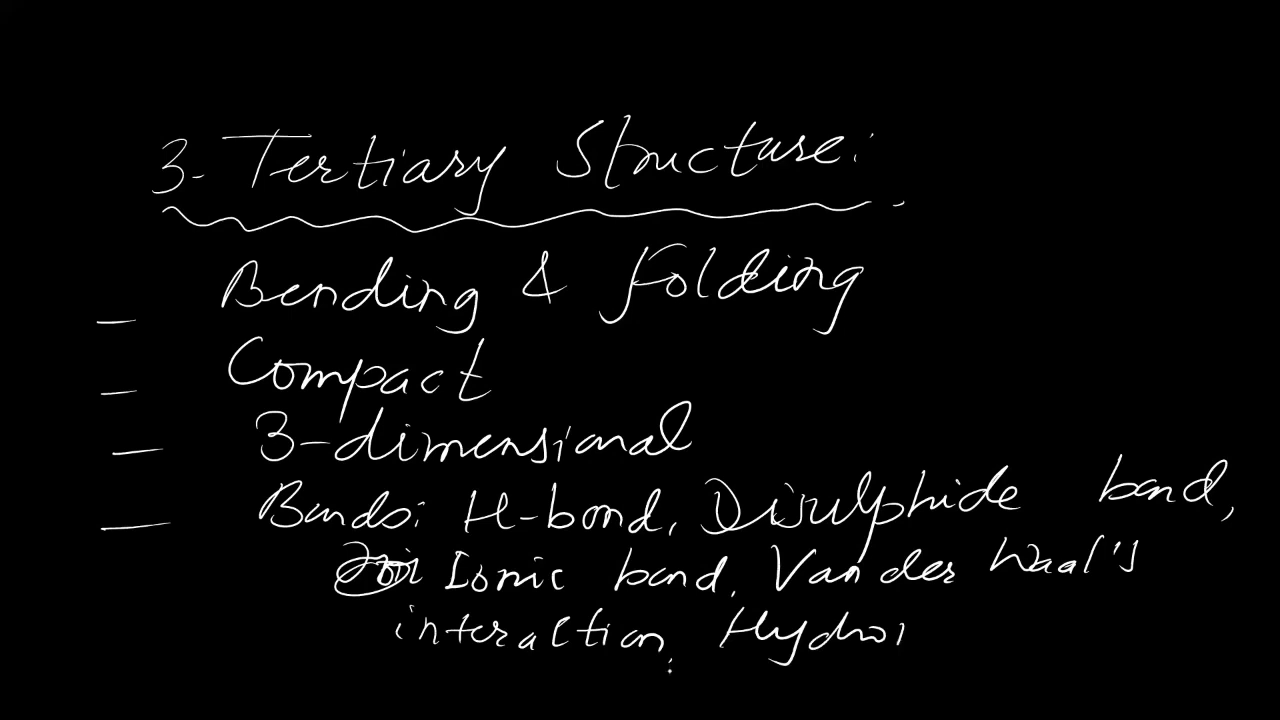 3. Tertiary Structure:
– Bending & Folding
– Compact
– 3-dimensional
– Bonds: H-bond, Disulphide bond,
Ionic bond, Van der Waal's
interaction, Hydro